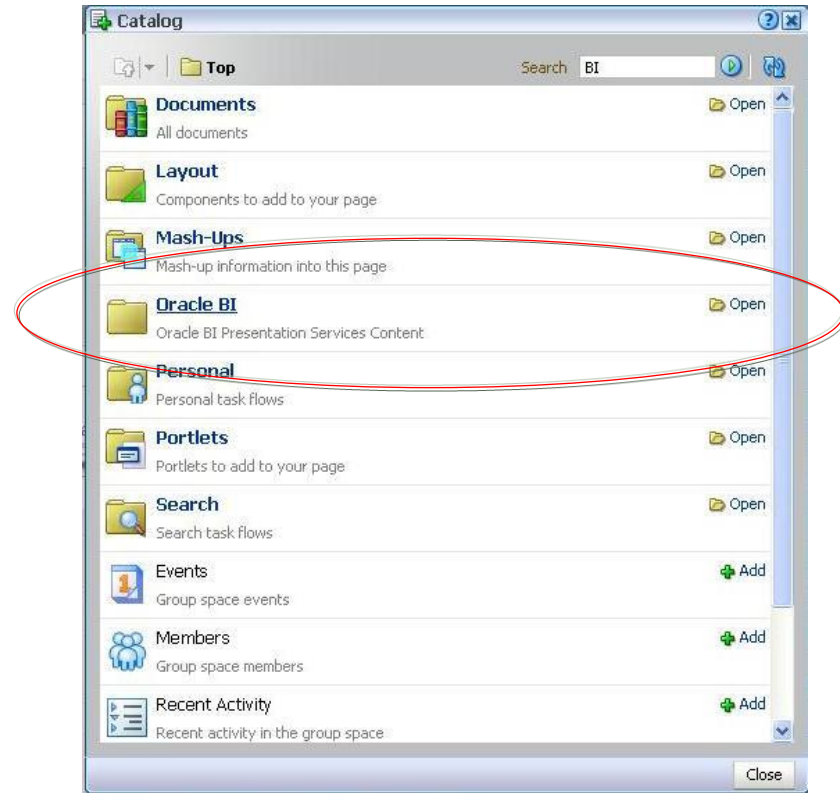 Catalog
Top Search BI
Documents Open
All documents
Layout Open
Components to add to your page
Mash-Ups Open
Mash-up information into this page
Oracle BI Open
Oracle BI Presentation Services Content
Personal Open
Personal task flows
Portlets Open
Portlets to add to your page
Search Open
Search task flows
Events Add
Group space events
Members Add
Group space members
Recent Activity Add
Recent activity in the group space
Close